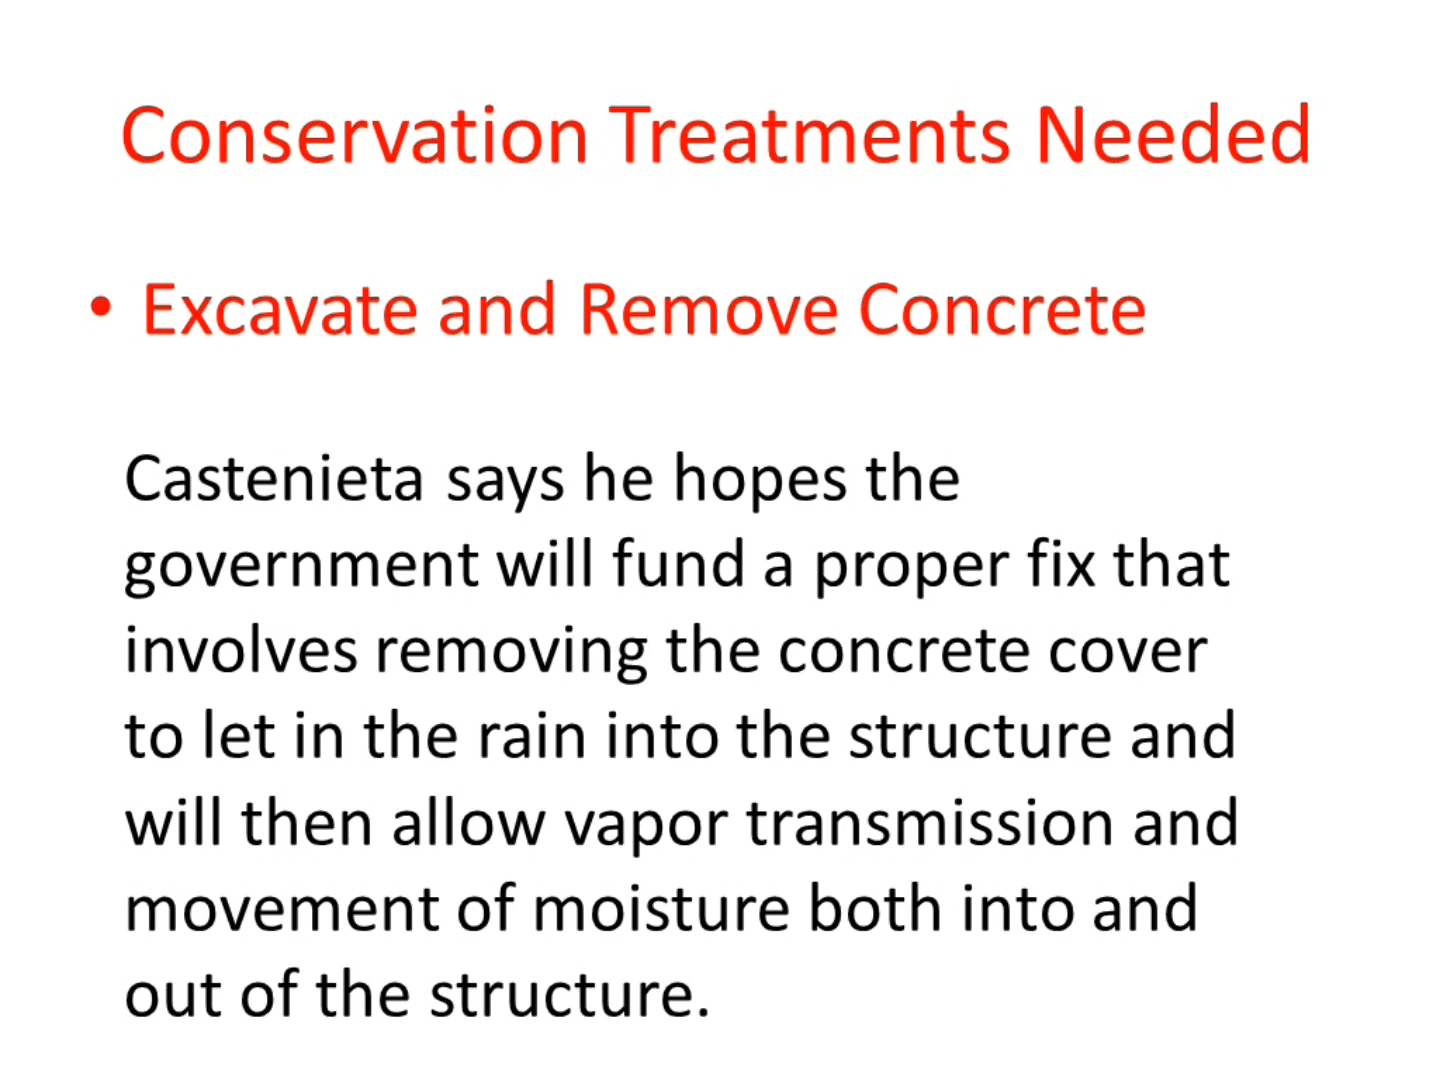 Conservation Treatments Needed
• Excavate and Remove Concrete
Castenieta says he hopes the
government will fund a proper fix that
involves removing the concrete cover
to let in the rain into the structure and
will then allow vapor transmission and
movement of moisture both into and
out of the structure.